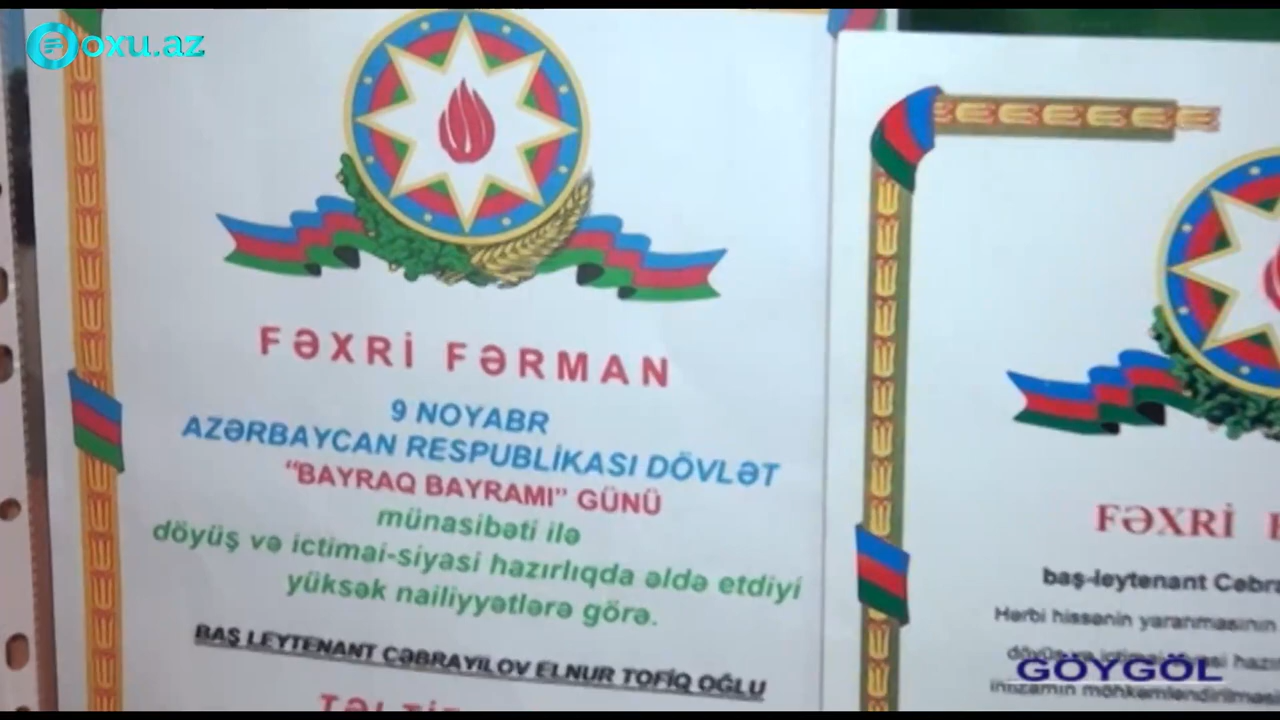 oxu.az
FƏXRİ FƏRMAN
9 NOYABR
AZƏRBAYCAN RESPUBLİKASI DÖVLƏT
“BAYRAQ BAYRAMI” GÜNÜ
münasibəti ilə
döyüş və ictimai-siyasi hazırlıqda əldə etdiyi
yüksək nailiyyətlərə görə.
BAŞ LEYTENANT CƏBRAYILOV ELNUR TOFİQ OĞLU
FƏXRİ
baş-leytenant
Hərbi hissənin yaranmasının
GÖYGÖL